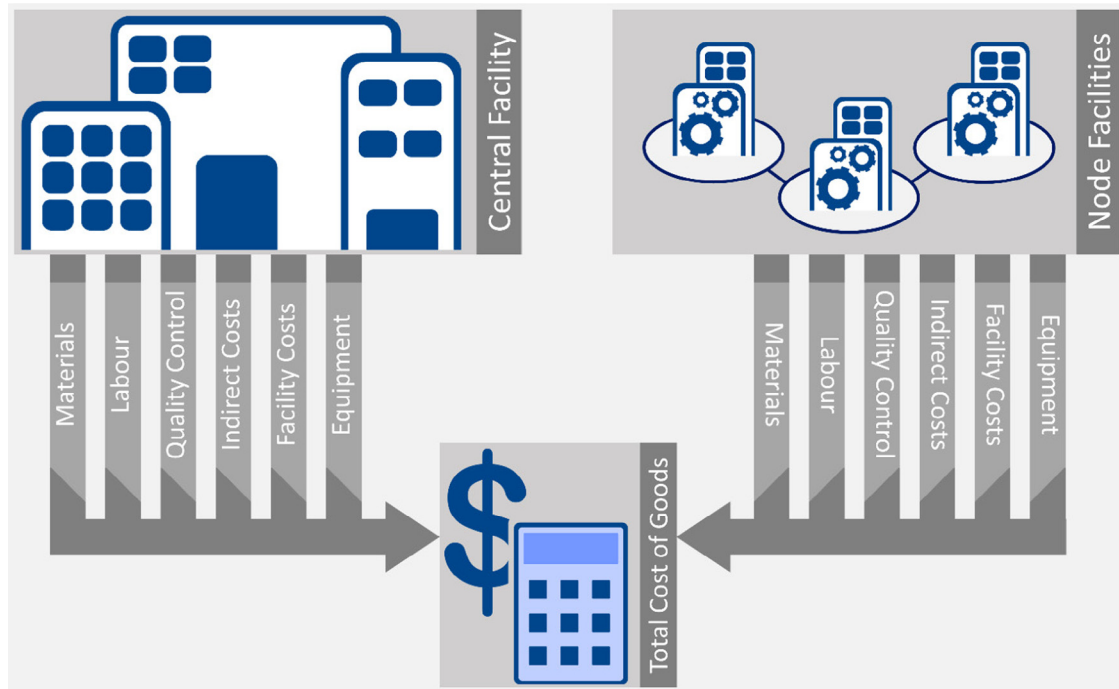 Central Facility
Node Facilities
Materials
Labour
Quality Control
Indirect Costs
Facility Costs
Equipment
Materials
Labour
Quality Control
Indirect Costs
Facility Costs
Equipment
$
Total Cost of Goods